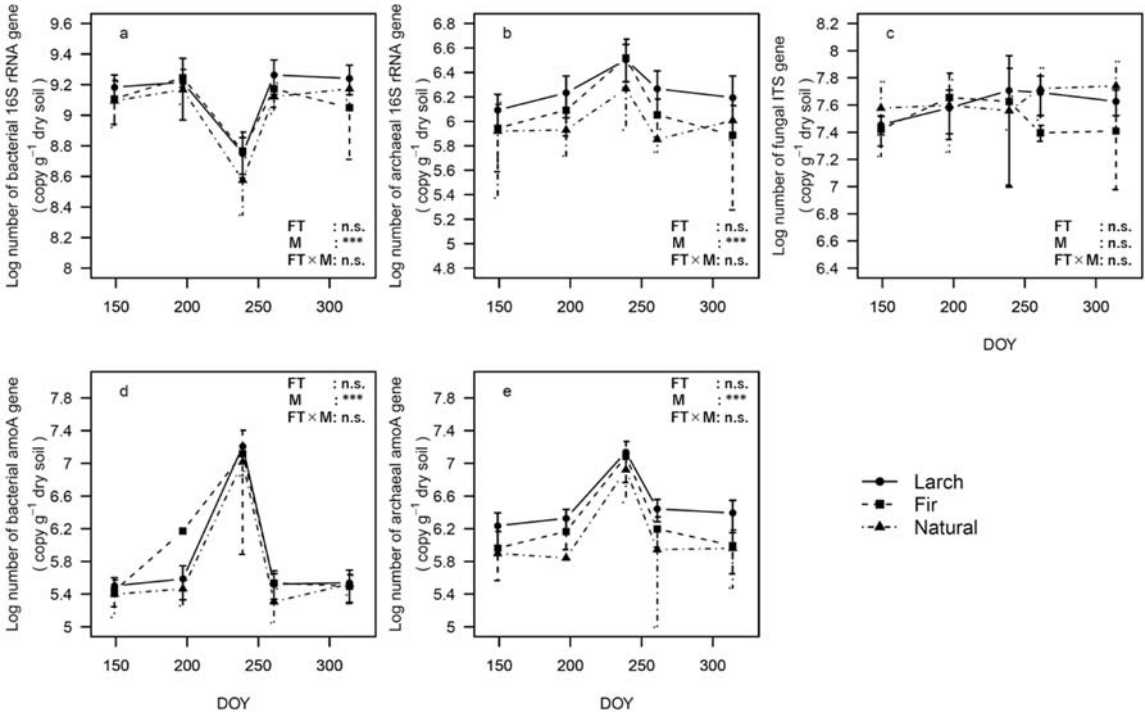 a
Log number of bacterial 16S rRNA gene
( copy g⁻¹ dry soil )
9.6
9.4
9.2
9
8.8
8.6
8.4
8.2
8
FT : n.s.
M : ***
FT×M: n.s.
150 200 250 300
b
Log number of archaeal 16S rRNA gene
( copy g⁻¹ dry soil )
6.8
6.6
6.4
6.2
6
5.8
5.6
5.4
5.2
5
4.8
FT : n.s.
M : ***
FT×M: n.s.
150 200 250 300
c
Log number of fungal ITS gene
( copy g⁻¹ dry soil )
8.2
8
7.8
7.6
7.4
7.2
7
6.8
6.6
6.4
FT : n.s.
M : n.s.
FT×M: n.s.
150 200 250 300
DOY
d
Log number of bacterial amoA gene
( copy g⁻¹ dry soil )
7.8
7.4
7
6.6
6.2
5.8
5.4
5
FT : n.s.
M : ***
FT×M: n.s.
150 200 250 300
DOY
e
Log number of archaeal amoA gene
( copy g⁻¹ dry soil )
7.8
7.4
7
6.6
6.2
5.8
5.4
5
FT : n.s.
M : ***
FT×M: n.s.
150 200 250 300
DOY
Larch
Fir
Natural